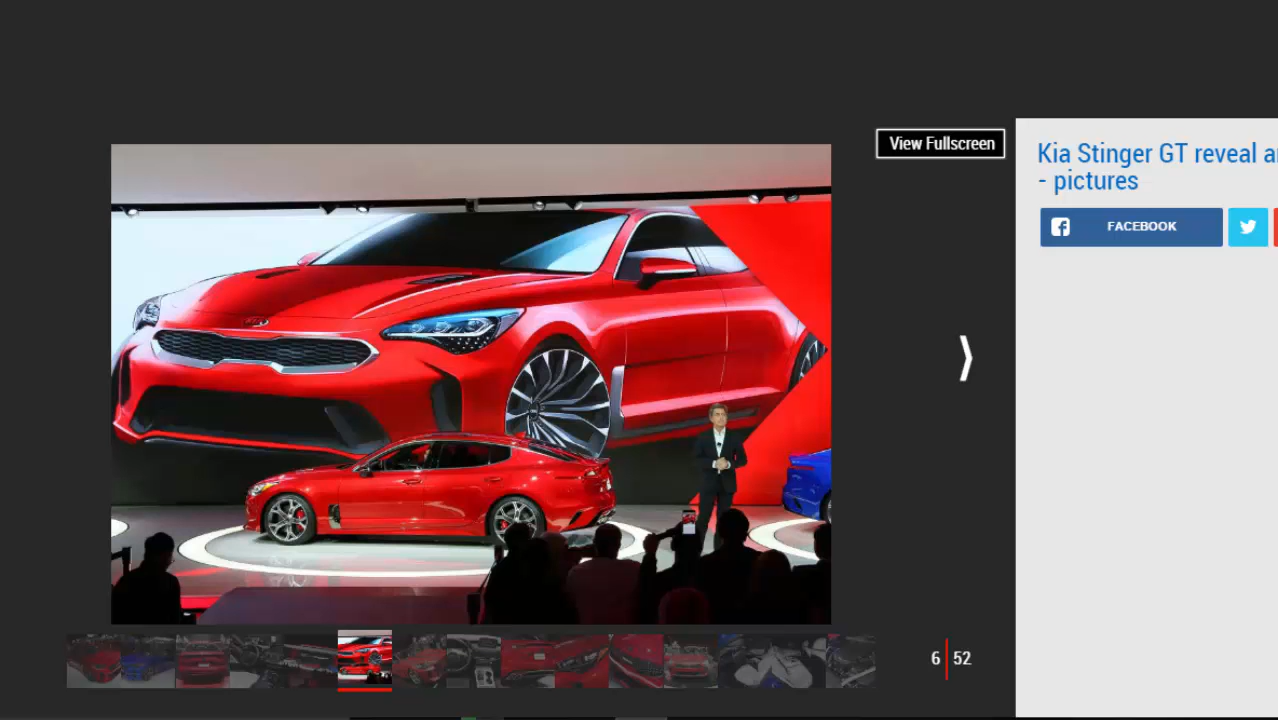 View Fullscreen
Kia Stinger GT reveal a
- pictures
FACEBOOK
6 52